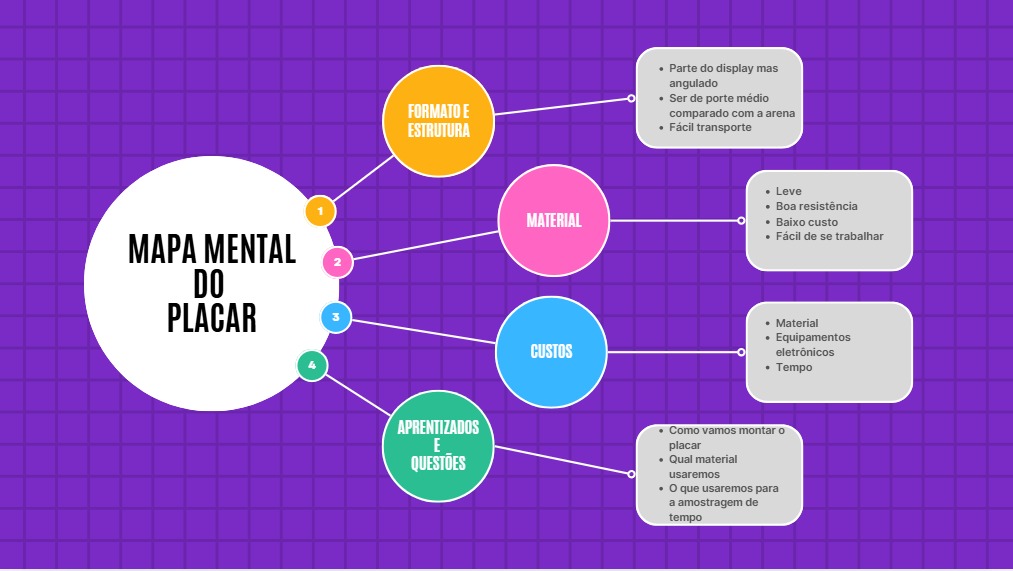 MAPA MENTAL
DO
PLACAR
1
FORMATO E
ESTRUTURA
• Parte do display mas
angulado
• Ser de porte médio
comparado com a arena
• Fácil transporte
2
MATERIAL
• Leve
• Boa resistência
• Baixo custo
• Fácil de se trabalhar
3
CUSTOS
• Material
• Equipamentos
eletrônicos
• Tempo
4
APRENTIZADOS
E
QUESTÕES
• Como vamos montar o
placar
• Qual material
usaremos
• O que usaremos para
a amostragem de
tempo